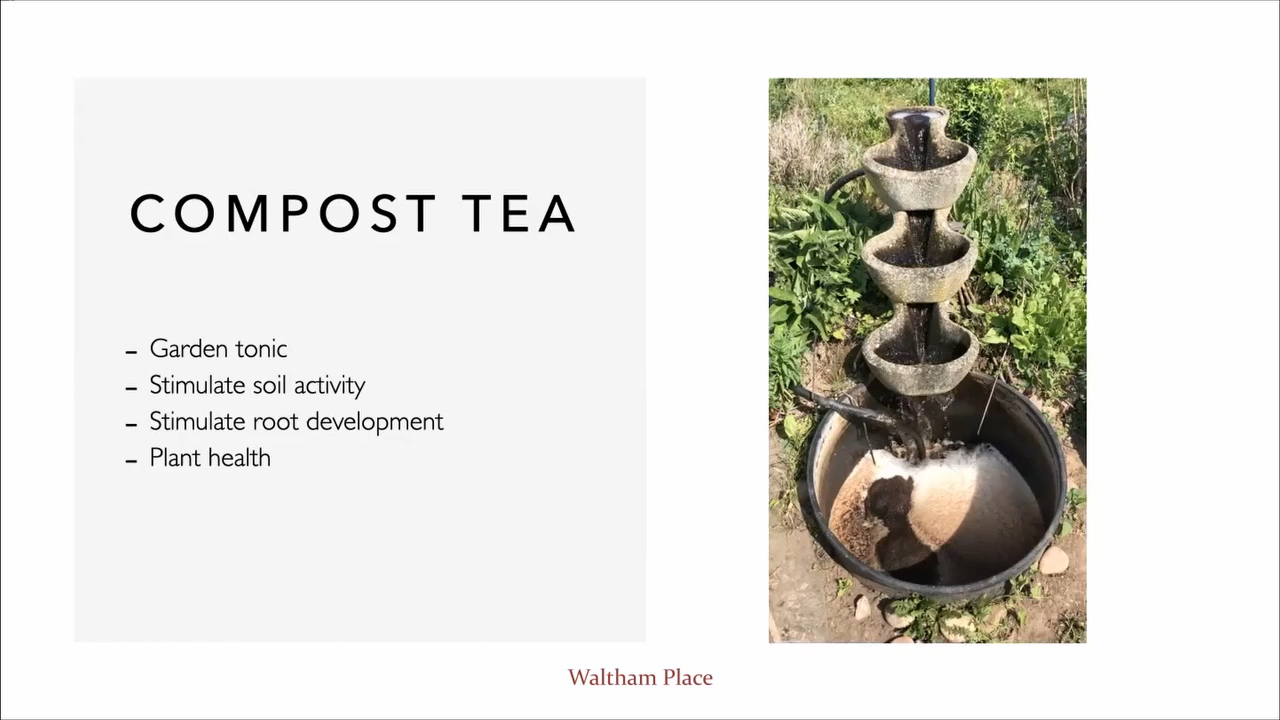 COMPOST TEA
- Garden tonic
- Stimulate soil activity
- Stimulate root development
- Plant health
Waltham Place